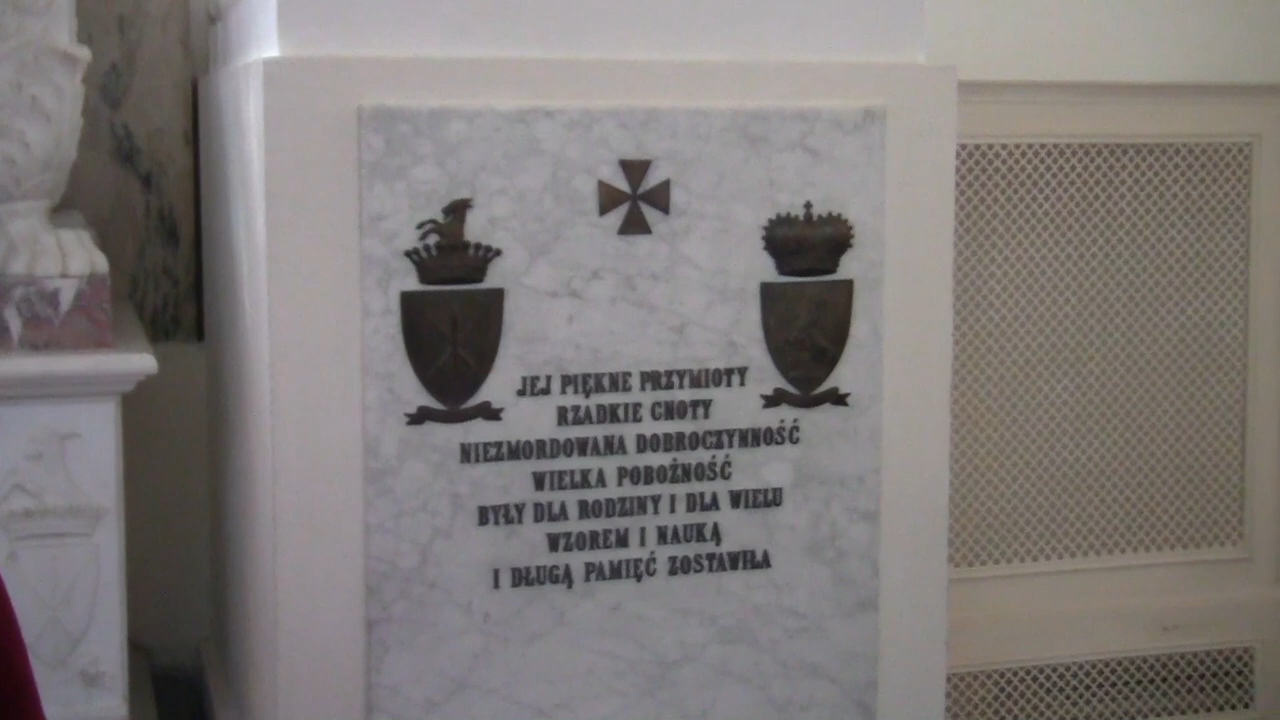 JEJ PIĘKNE PRZYMIOTY
RZADKIE CNOTY
NIEZMORDOWANA DOBROCZYNNOŚĆ
WIELKA POBOŻNOŚĆ
BYŁY DLA RODZINY I DLA WIELU
WZOREM I NAUKĄ
I DŁUGĄ PAMIĘĆ ZOSTAWIŁA